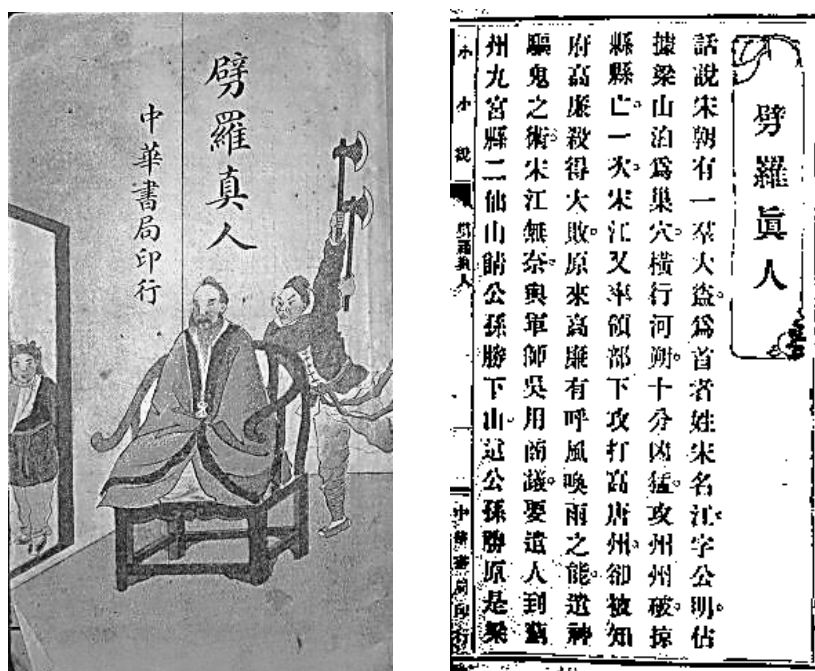 劈羅真人
中華書局印行
劈羅眞人
話說宋朝有一羣大盜。爲首者姓宋名江。字公明。佔
據梁山泊爲巢穴。橫行河朔。十分凶猛。攻州州破。掠
縣縣亡。一次。宋江又率領部下攻打高唐州。卻被知
府高廉殺得大敗。原來高廉有呼風喚雨之能。遣神
驅鬼之術。宋江無奈。與軍師吳用商議。要遣人到薊
州九宮縣二仙山請公孫勝下山。這公孫勝原是梁
小小說
劈羅眞人
中華書局印行